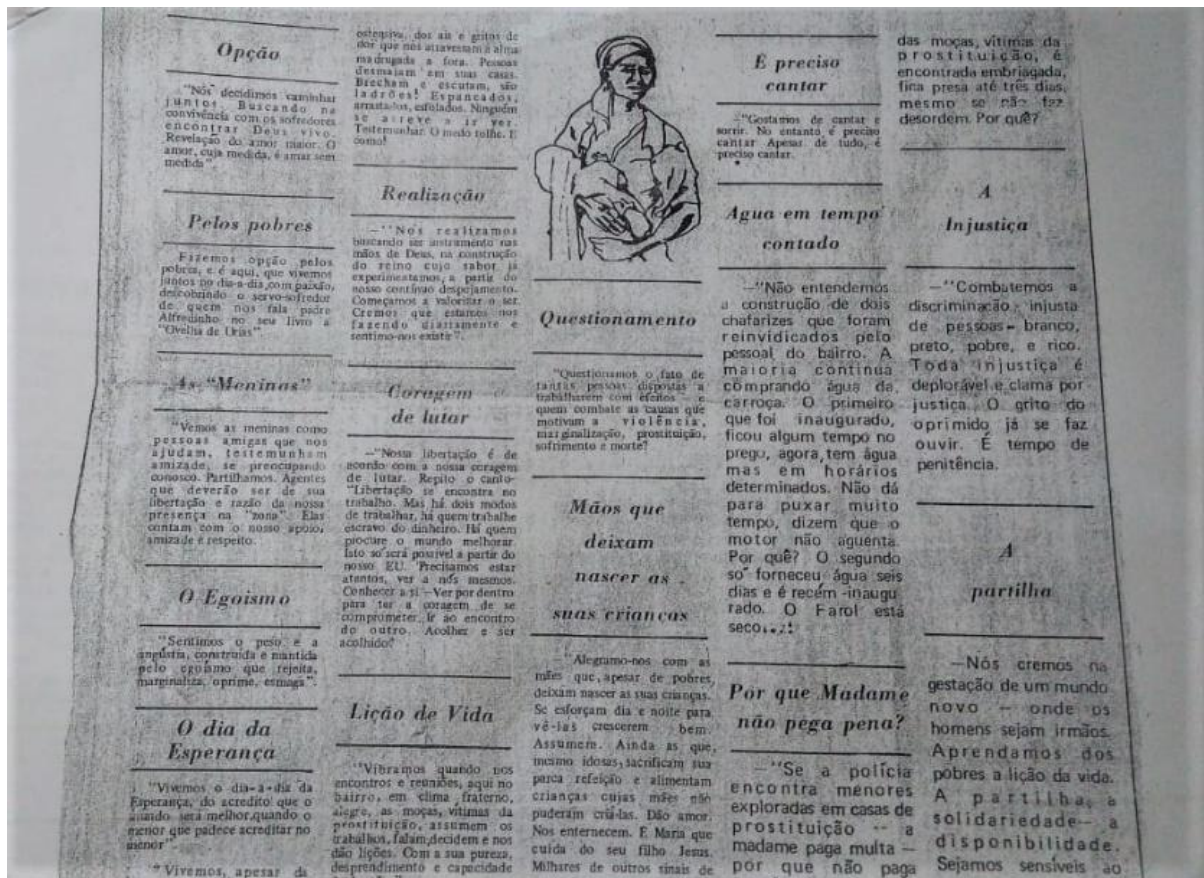 Opção
"Nós decidimos caminhar
juntos. Buscando na
convivência com os sofredores
encontrar Deus vivo.
Revelação do amor maior. O
amor, cuja medida, é amar sem
medida".
Pelos pobres
Fizemos opção pelos
pobres, e é aqui, que vivemos
juntos no dia-a-dia, com paixão,
descobrindo o servo-sofredor
de quem nos fala padre
Alfredinho no seu livro a
"Ovelha de Urias".
As "Meninas"
"Vemos as meninas como
pessoas amigas que nos
ajudam, testemunham
amizade, se preocupando
conosco. Partilhamos. Agentes
que deverão ser de sua
libertação e razão da nossa
presença na "zona". Elas
contam com o nosso apoio,
amizade e respeito.
O Egoismo
"Sentimos o peso e a
angústia, construída e mantida
pelo egoísmo que rejeita,
marginaliza, oprime, esmaga".
O dia da
Esperança
"Vivemos o dia-a-dia da
Esperança, do acredito que o
mundo será melhor, quando o
menor que padece acreditar no
menor"
"Vivemos, apesar da
ostensiva, dos ais e gritos de
dor que nos atravessam a alma
madrugada a fora. Pessoas
desmaiam em suas casas.
Brecham e escutam, são
ladrões! Espancados,
arrastados, esfolados. Ninguém
se atreve a ir ver.
Testemunhar. O medo tolhe. E
como!
Realização
—"Nos realizamos
buscando ser instrumento nas
mãos de Deus, na construção
do reino cujo sabor já
experimentamos, a partir do
nosso contínuo despojamento.
Começamos a valorizar o ser.
Cremos que estamos nos
fazendo diariamente e
sentimo-nos existir".
Coragem
de lutar
—"Nossa libertação é de
acordo com a nossa coragem
de lutar. Repito o canto-
"Libertação se encontra no
trabalho. Mas há dois modos
de trabalhar, há quem trabalhe
escravo do dinheiro. Há quem
procure o mundo melhorar.
Isto só será possível a partir do
nosso EU. Precisamos estar
atentos, ver a nós mesmos.
Conhecer a si —Ver por dentro
para ter a coragem de se
comprometer. Ir ao encontro
do outro. Acolher e ser
acolhido?
Lição de Vida
"Vibramos quando nos
encontros e reuniões, aqui no
bairro, em clima fraterno,
alegre, as moças, vítimas da
prostituição, assumem os
trabalhos, falam, decidem e nos
dão lições. Com a sua pureza,
desprendimento e capacidade
Questionamento
"Questionamos o fato de
tantas pessoas dispostas a
trabalharem com efeitos — e
quem combate as causas que
motivam a violência,
marginalização, prostituição,
sofrimento e morte?
Mãos que
deixam
nascer as
suas crianças
"Alegramo-nos com as
mães que, apesar de pobres,
deixam nascer as suas crianças.
Se esforçam dia e noite para
vê-las crescerem bem.
Assumem. Ainda as que,
mesmo idosas, sacrificam sua
parca refeição e alimentam
crianças cujas mães não
puderam criá-las. Dão amor.
Nos enternecem. É Maria que
cuida do seu filho Jesus.
Milhares de outros sinais de
É preciso
cantar
—"Gostamos de cantar e
sorrir. No entanto é preciso
cantar Apesar de tudo, é
preciso cantar.
Agua em tempo
contado
—"Não entendemos
a construção de dois
chafarizes que foram
reinvidicados pelo
pessoal do bairro. A
maioria continua
comprando água da
carroça. O primeiro
que foi inaugurado,
ficou algum tempo no
prego, agora, tem água
mas em horários
determinados. Não dá
para puxar muito
tempo, dizem que o
motor não aguenta.
Por quê? O segundo
só forneceu água seis
dias e é recém-inaugu
rado. O Farol está
seco...
Por que Madame
não pega pena?
—"Se a polícia
encontra menores
exploradas em casas de
prostituição — a
madame paga multa —
por que não paga
das moças, vítimas da
prostituição, é
encontrada embriagada,
fica presa até três dias,
mesmo se não faz
desordem. Por quê?
A
Injustiça
—"Combatemos a
discriminação injusta
de pessoas — branco,
preto, pobre, e rico.
Toda injustiça é
deplorável e clama por
justiça. O grito do
oprimido já se faz
ouvir. É tempo de
penitência.
A
partilha
—Nós cremos na
gestação de um mundo
novo — onde os
homens sejam irmãos.
Aprendamos dos
pobres a lição da vida.
A partilha, a
solidariedade — a
disponibilidade.
Sejamos sensíveis ao